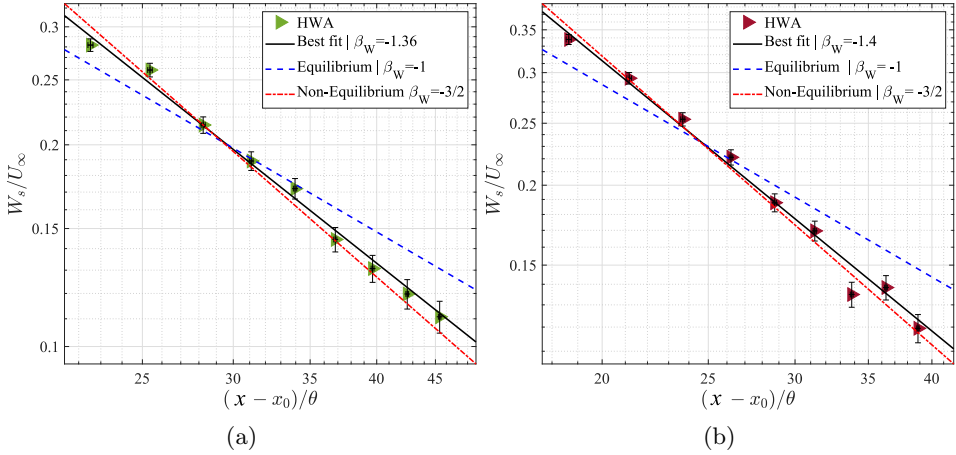 HWA
Best fit | β_W=-1.36
Equilibrium | β_W=-1
Non-Equilibrium β_W=-3/2
0.3
0.25
0.2
0.15
0.1
W_s/U_∞
25
30
35
40
45
(x − x_0)/θ
(a)
HWA
Best fit | β_W=-1.4
Equilibrium | β_W=-1
Non-Equilibrium | β_W=-3/2
0.35
0.3
0.25
0.2
0.15
W_s/U_∞
20
25
30
35
40
(x − x_0)/θ
(b)